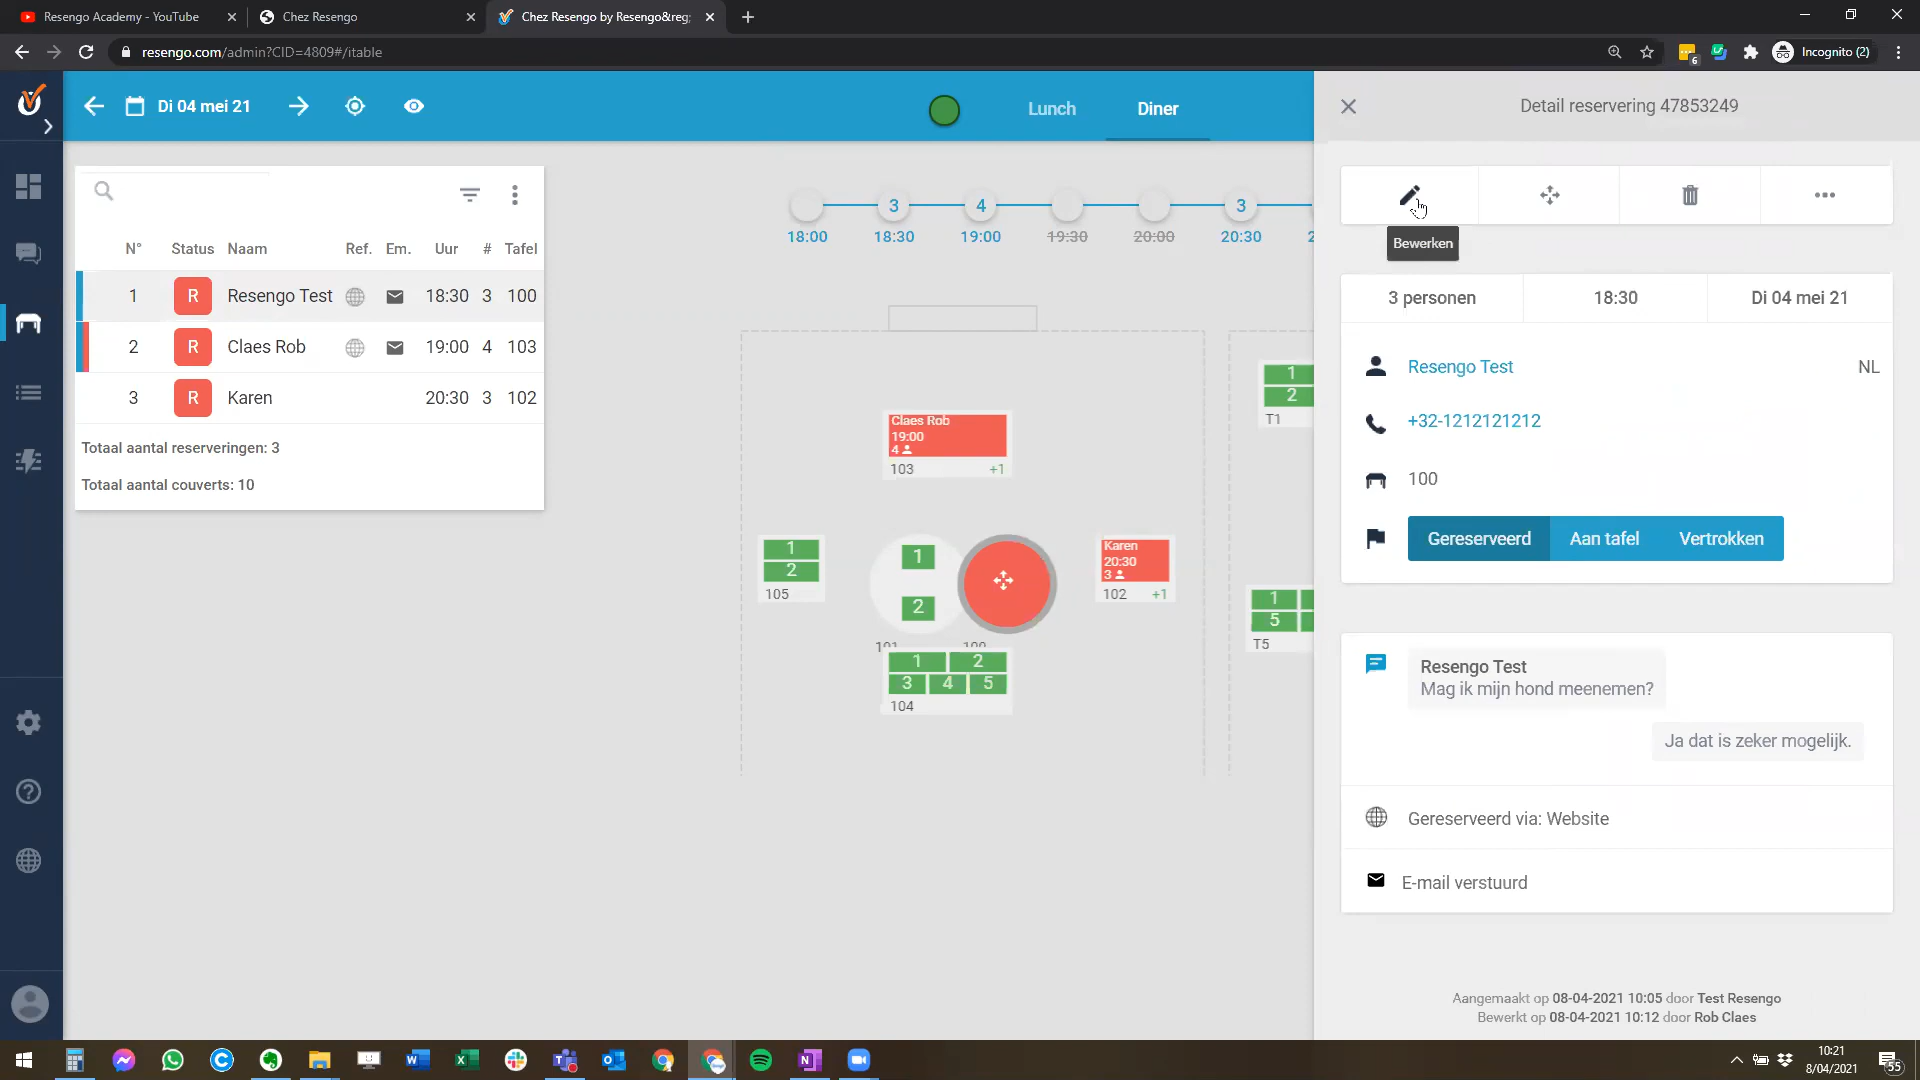 Resengo Academy - YouTube
Chez Resengo
Chez Resengo by Resengo&reg;
resengo.com/admin?CID=4809#/itable
6
Incognito (2)
Di 04 mei 21
Lunch
Diner
Detail reservering 47853249
Bewerken
N° Status Naam Ref. Em. Uur # Tafel
1 R Resengo Test 18:30 3 100
2 R Claes Rob 19:00 4 103
3 R Karen 20:30 3 102
Totaal aantal reserveringen: 3
Totaal aantal couverts: 10
3 4 3
18:00 18:30 19:00 19:30 20:00 20:30 2
Claes Rob
19:00
4
103 +1
1
2
T1
1
2
105
1
2
101
Karen
20:30
3
102 +1
1
5
T5
1 2
3 4 5
104
3 personen
18:30
Di 04 mei 21
Resengo Test
NL
+32-1212121212
100
Gereserveerd
Aan tafel
Vertrokken
Resengo Test
Mag ik mijn hond meenemen?
Ja dat is zeker mogelijk.
Gereserveerd via: Website
E-mail verstuurd
Aangemaakt op 08-04-2021 10:05 door Test Resengo
Bewerkt op 08-04-2021 10:12 door Rob Claes
10:21
8/04/2021
55